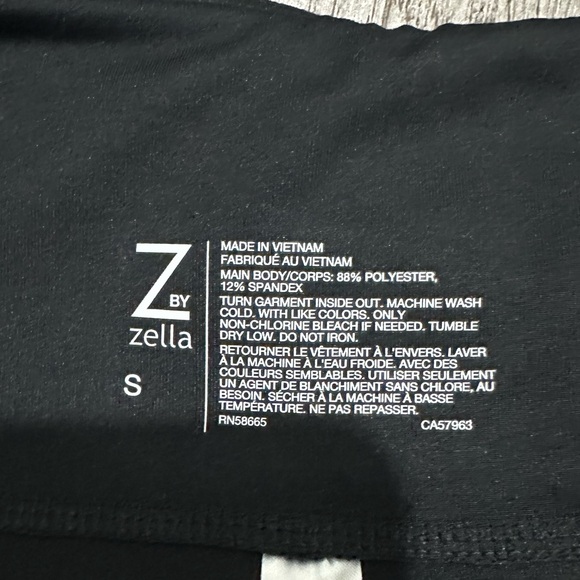 Z BY
zella
S
MADE IN VIETNAM
FABRIQUÉ AU VIETNAM
MAIN BODY/CORPS: 88% POLYESTER,
12% SPANDEX
TURN GARMENT INSIDE OUT. MACHINE WASH
COLD. WITH LIKE COLORS. ONLY
NON-CHLORINE BLEACH IF NEEDED. TUMBLE
DRY LOW. DO NOT IRON.
RETOURNER LE VÊTEMENT À L'ENVERS. LAVER
À LA MACHINE À L'EAU FROIDE. AVEC DES
COULEURS SEMBLABLES. UTILISER SEULEMENT
UN AGENT DE BLANCHIMENT SANS CHLORE, AU
BESOIN. SÉCHER À LA MACHINE À BASSE
TEMPÉRATURE. NE PAS REPASSER.
RN58665 CA57963